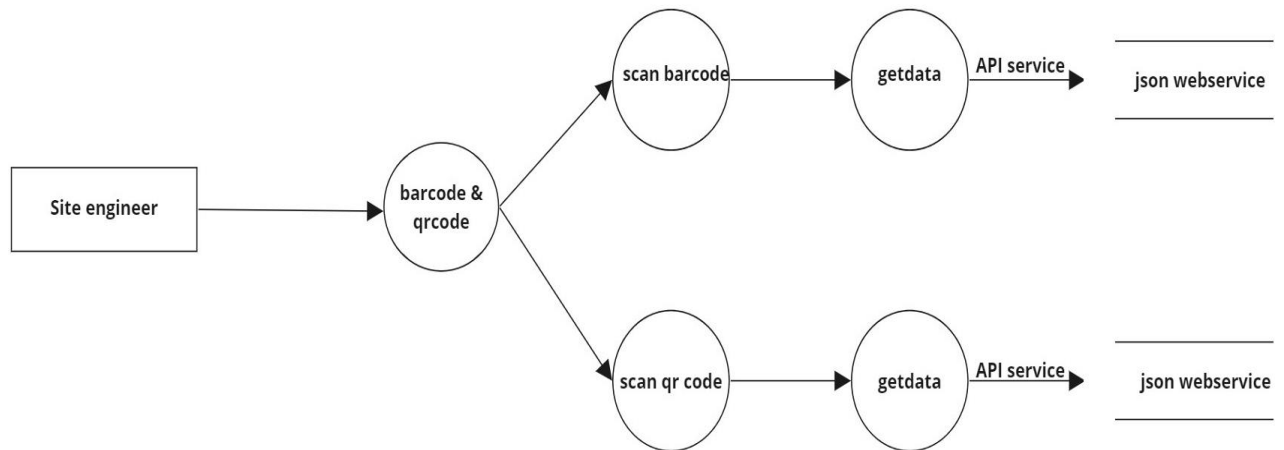 scan barcode
getdata
API service
json webservice
Site engineer
barcode &
qrcode
scan qr code
getdata
API service
json webservice